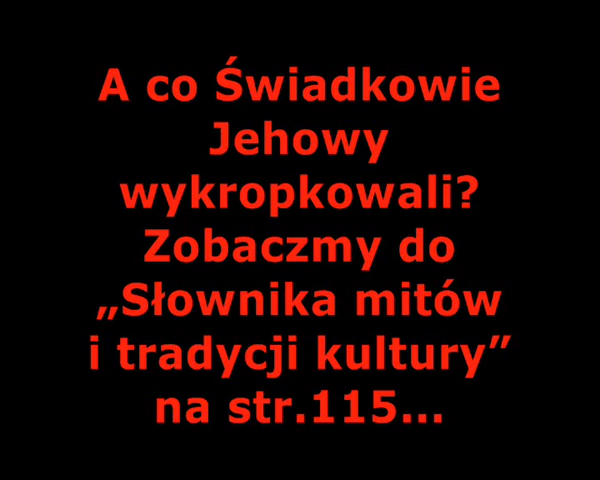 A co Świadkowie
Jehowy
wykropkowali?
Zobaczmy do
„Słownika mitów
i tradycji kultury”
na str.115...